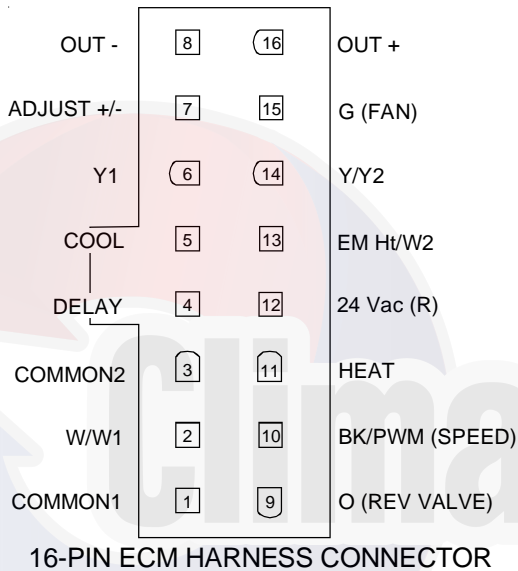 OUT - 8 16 OUT +
ADJUST +/- 7 15 G (FAN)
Y1 6 14 Y/Y2
COOL 5 13 EM Ht/W2
DELAY 4 12 24 Vac (R)
COMMON2 3 11 HEAT
W/W1 2 10 BK/PWM (SPEED)
COMMON1 1 9 O (REV VALVE)
16-PIN ECM HARNESS CONNECTOR
Clima